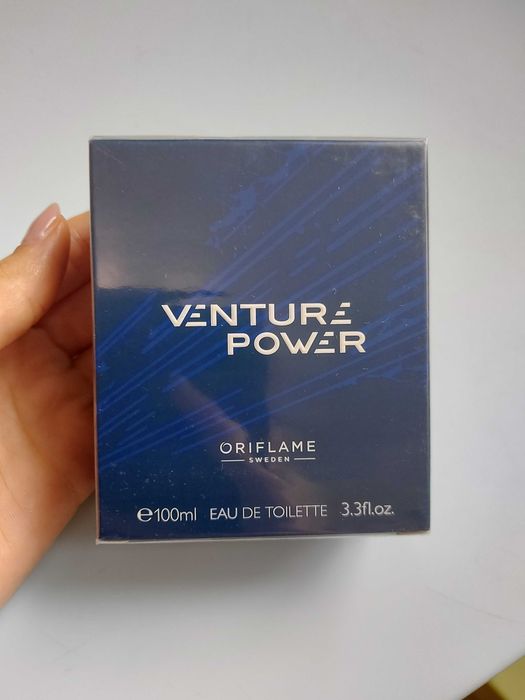 VENTURE
POWER
ORIFLAME
SWEDEN
℮100ml EAU DE TOILETTE 3.3fl.oz.